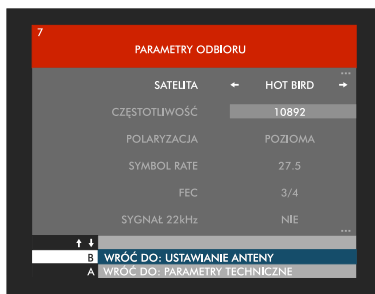 7
PARAMETRY ODBIORU
SATELITA ← HOT BIRD →
CZĘSTOTLIWOŚĆ 10892
POLARYZACJA POZIOMA
SYMBOL RATE 27.5
FEC 3/4
SYGNAŁ 22kHz NIE
B WRÓĆ DO: USTAWIANIE ANTENY
A WRÓĆ DO: PARAMETRY TECHNICZNE